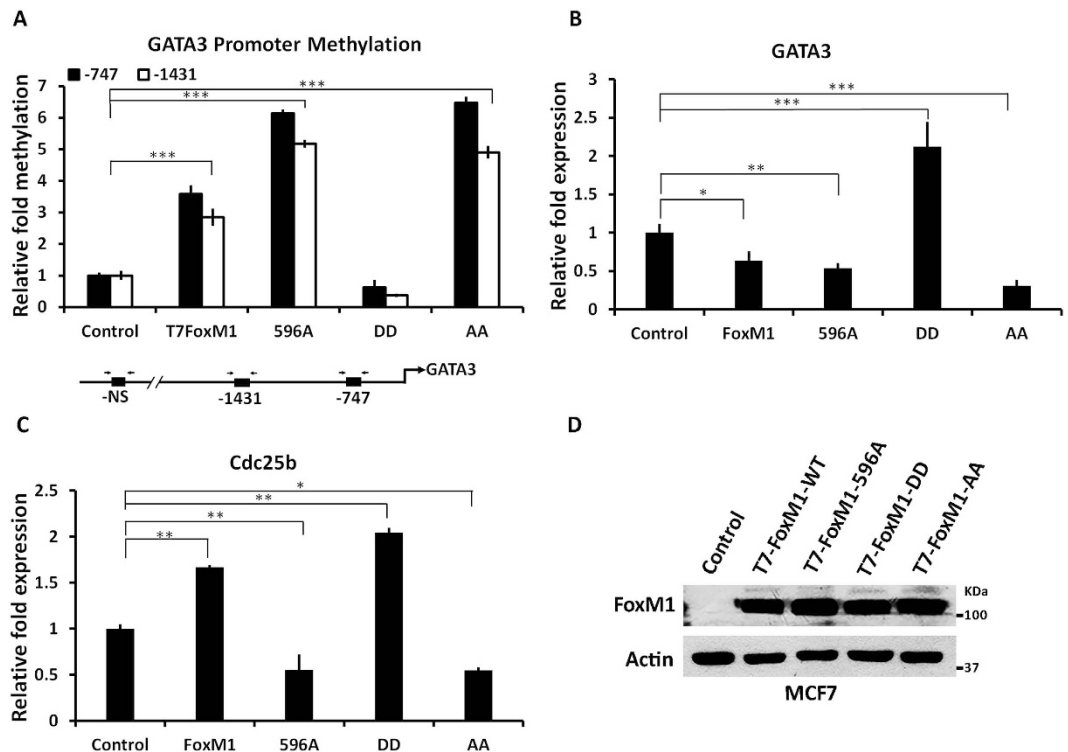 A
GATA3 Promoter Methylation
-747 -1431
Relative fold methylation
7
6
5
4
3
2
1
0
***
***
***
Control T7FoxM1 596A DD AA
GATA3
-NS -1431 -747
B
GATA3
Relative fold expression
3
2.5
2
1.5
1
0.5
0
***
***
**
*
Control FoxM1 596A DD AA
C
Cdc25b
Relative fold expression
2.5
2
1.5
1
0.5
0
*
**
**
**
Control FoxM1 596A DD AA
D
Control
T7-FoxM1-WT
T7-FoxM1-596A
T7-FoxM1-DD
T7-FoxM1-AA
KDa
FoxM1 100
Actin 37
MCF7